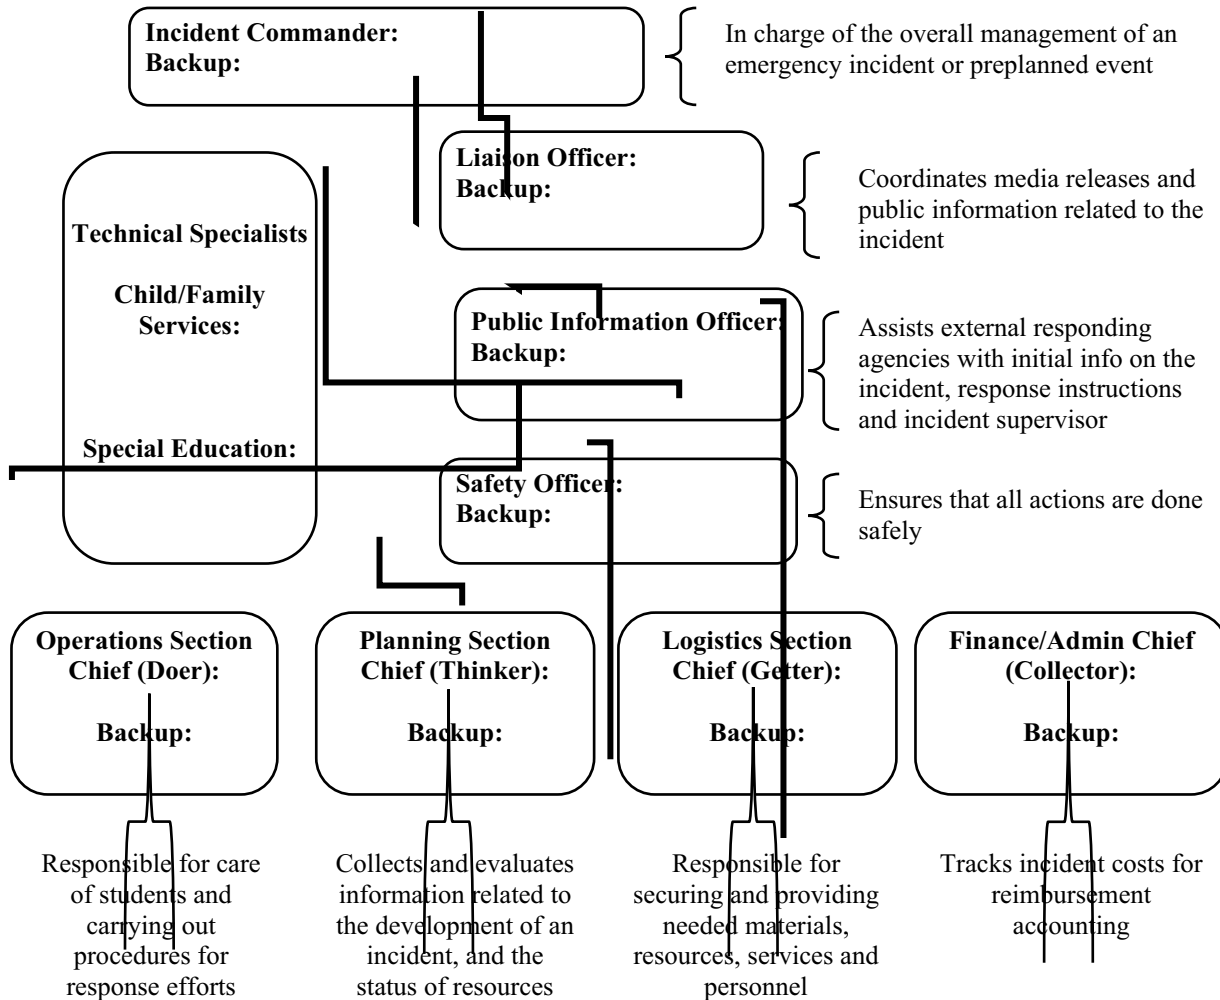 Incident Commander:
Backup:
In charge of the overall management of an
emergency incident or preplanned event
Liaison Officer:
Backup:
Coordinates media releases and
public information related to the
incident
Technical Specialists
Child/Family
Services:
Special Education:
Public Information Officer:
Backup:
Assists external responding
agencies with initial info on the
incident, response instructions
and incident supervisor
Safety Officer:
Backup:
Ensures that all actions are done
safely
Operations Section
Chief (Doer):
Backup:
Planning Section
Chief (Thinker):
Backup:
Logistics Section
Chief (Getter):
Backup:
Finance/Admin Chief
(Collector):
Backup:
Responsible for care
of students and
carrying out
procedures for
response efforts
Collects and evaluates
information related to
the development of an
incident, and the
status of resources
Responsible for
securing and providing
needed materials,
resources, services and
personnel
Tracks incident costs for
reimbursement
accounting